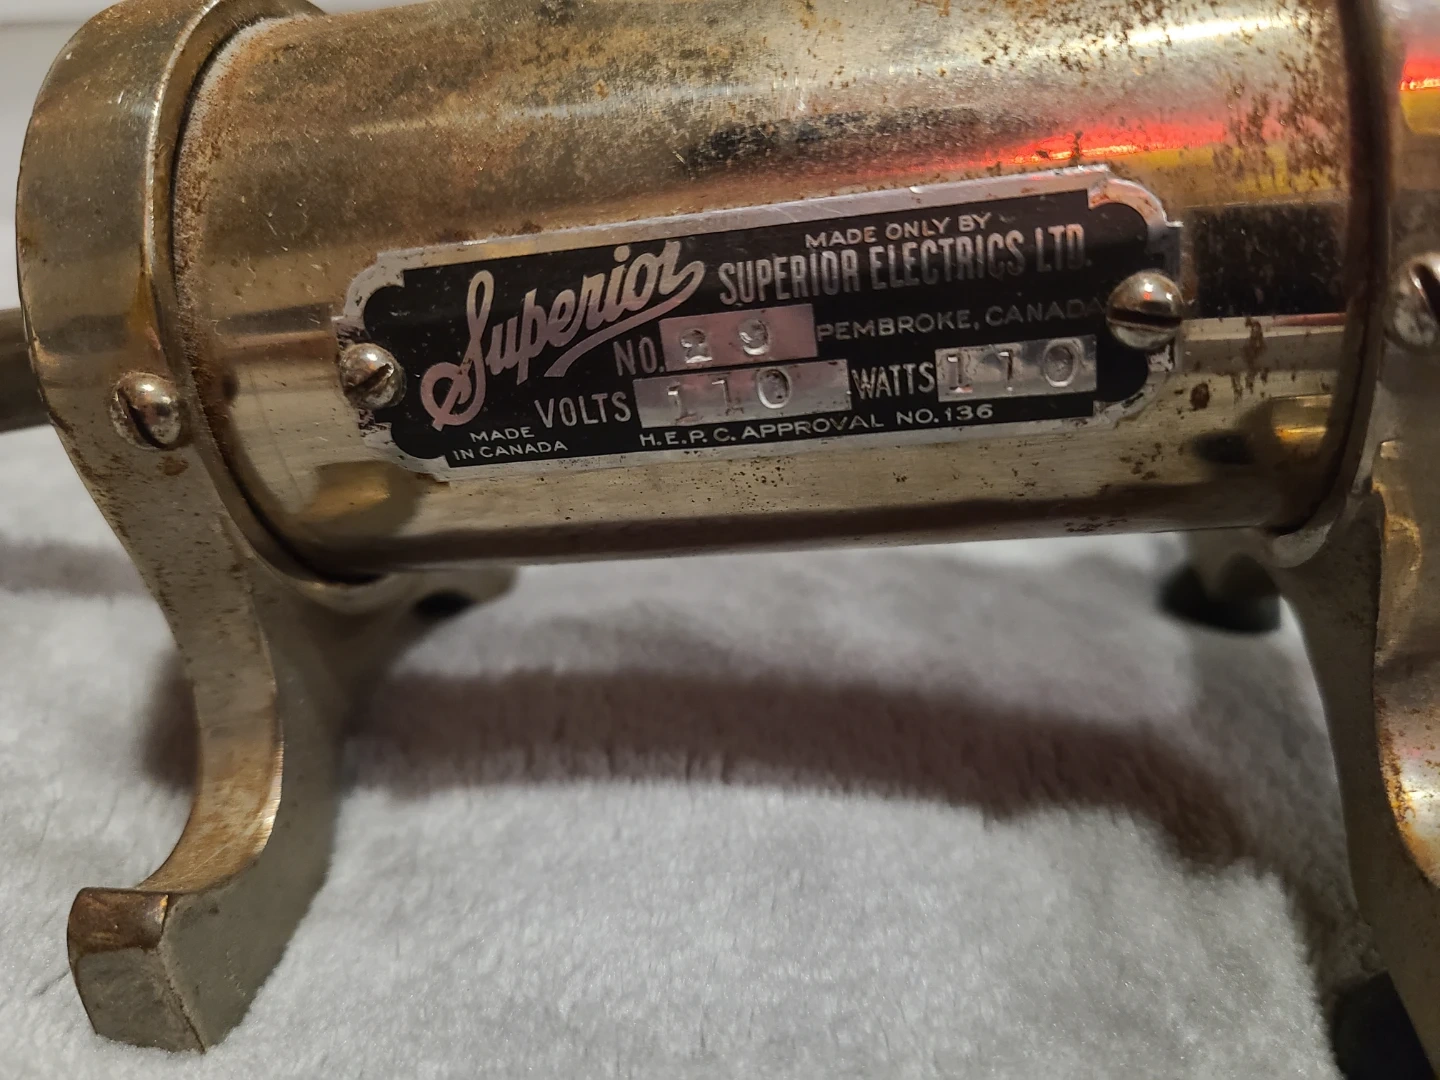 Superior
MADE ONLY BY
SUPERIOR ELECTRICS LTD.
PEMBROKE, CANADA
NO. 29
VOLTS 110 WATTS 110
MADE
IN CANADA
H.E.P.C. APPROVAL NO. 136